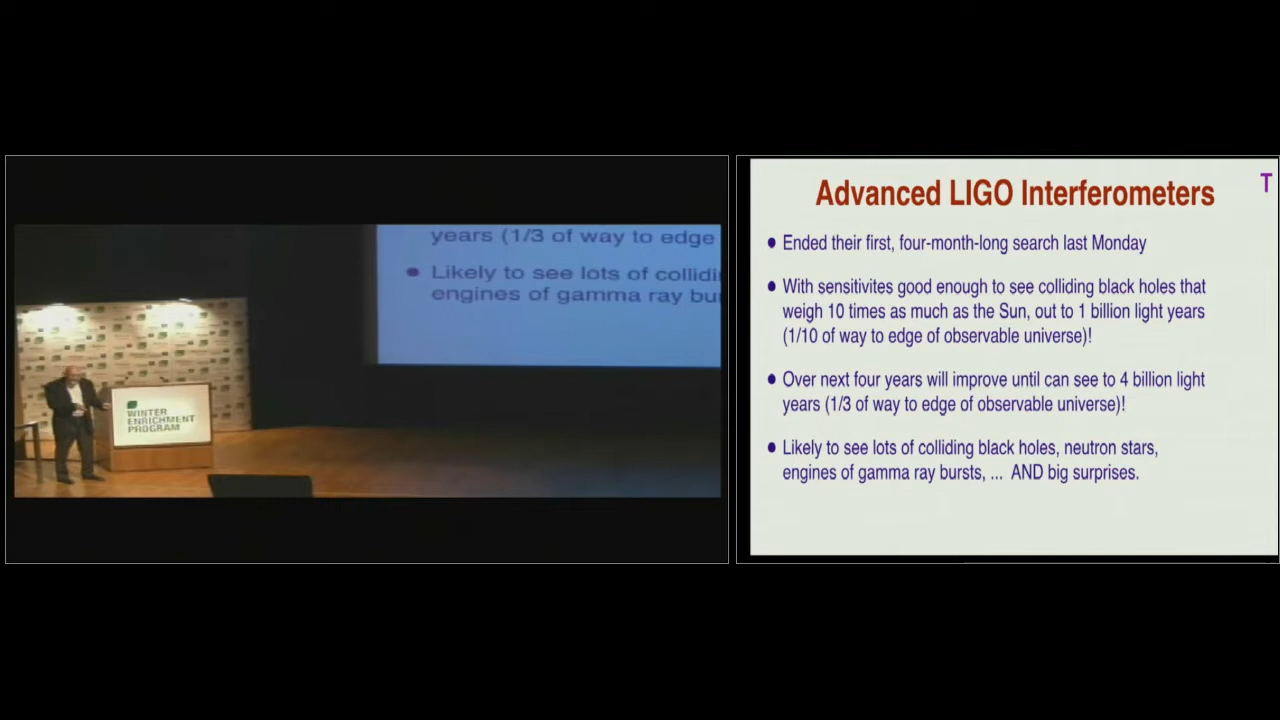 years (1/3 of way to edge
● Likely to see lots of collidi
engines of gamma ray bu
WINTER
ENRICHMENT
PROGRAM
Advanced LIGO Interferometers
T
● Ended their first, four-month-long search last Monday
● With sensitivites good enough to see colliding black holes that
weigh 10 times as much as the Sun, out to 1 billion light years
(1/10 of way to edge of observable universe)!
● Over next four years will improve until can see to 4 billion light
years (1/3 of way to edge of observable universe)!
● Likely to see lots of colliding black holes, neutron stars,
engines of gamma ray bursts, ... AND big surprises.